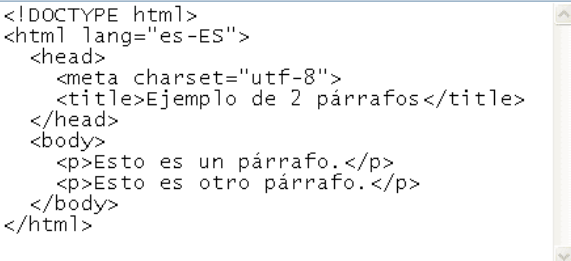 <!DOCTYPE html>
<html lang="es-ES">
  <head>
    <meta charset="utf-8">
    <title>Ejemplo de 2 párrafos</title>
  </head>
  <body>
    <p>Esto es un párrafo.</p>
    <p>Esto es otro párrafo.</p>
  </body>
</html>